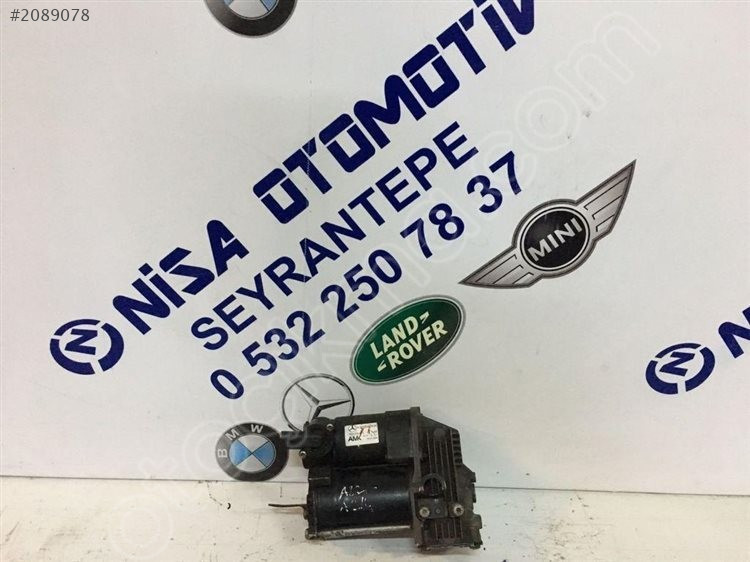 #2089078
NİSA OTOMOTİV
SEYRANTEPE
0 532 250 78 37
MINI
LAND-
-ROVER
BMW
AMK
N